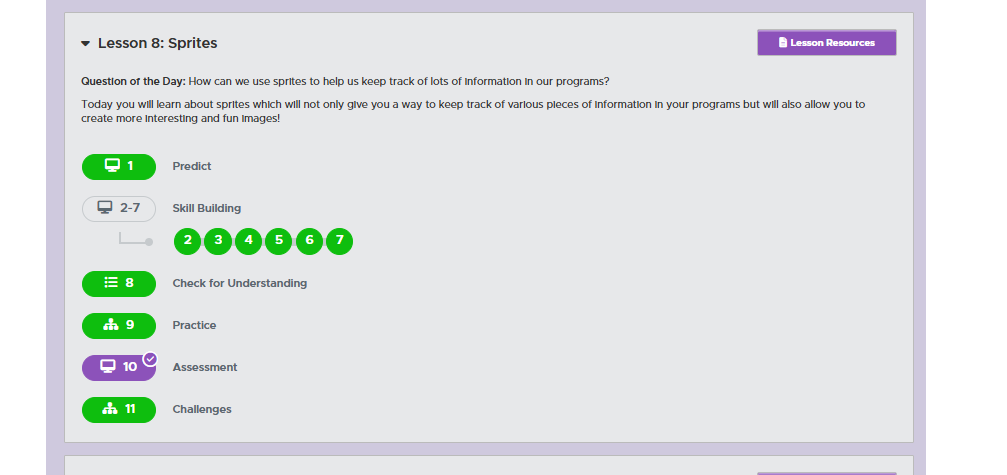 Lesson 8: Sprites
Lesson Resources
Question of the Day: How can we use sprites to help us keep track of lots of information in our programs?
Today you will learn about sprites which will not only give you a way to keep track of various pieces of information in your programs but will also allow you to
create more interesting and fun images!
1 Predict
2-7 Skill Building
2 3 4 5 6 7
8 Check for Understanding
9 Practice
10 Assessment
11 Challenges